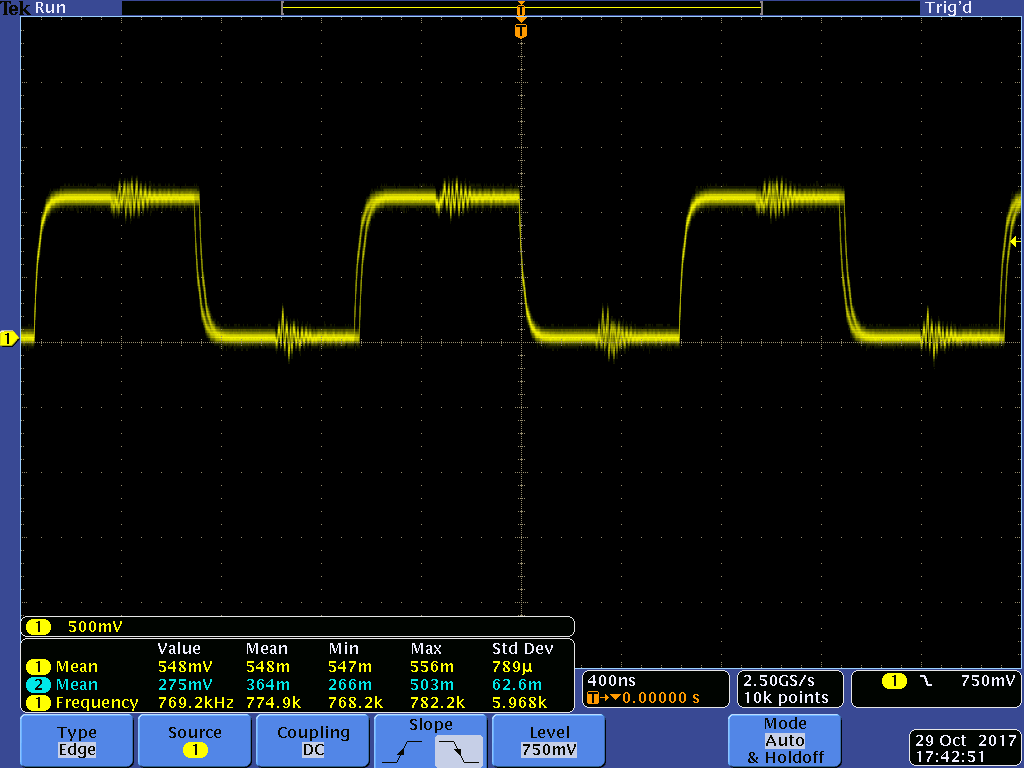 Tek Run Trig'd
T
T
1
1 500mV
Value Mean Min Max Std Dev
1 Mean 548mV 548m 547m 556m 789µ
2 Mean 275mV 364m 266m 503m 62.6m
1 Frequency 769.2kHz 774.9k 768.2k 782.2k 5.968k
400ns
T→▼0.00000 s
2.50GS/s
10k points
1 750mV
Type
Edge
Source
1
Coupling
DC
Slope
Level
750mV
Mode
Auto
& Holdoff
29 Oct 2017
17:42:51